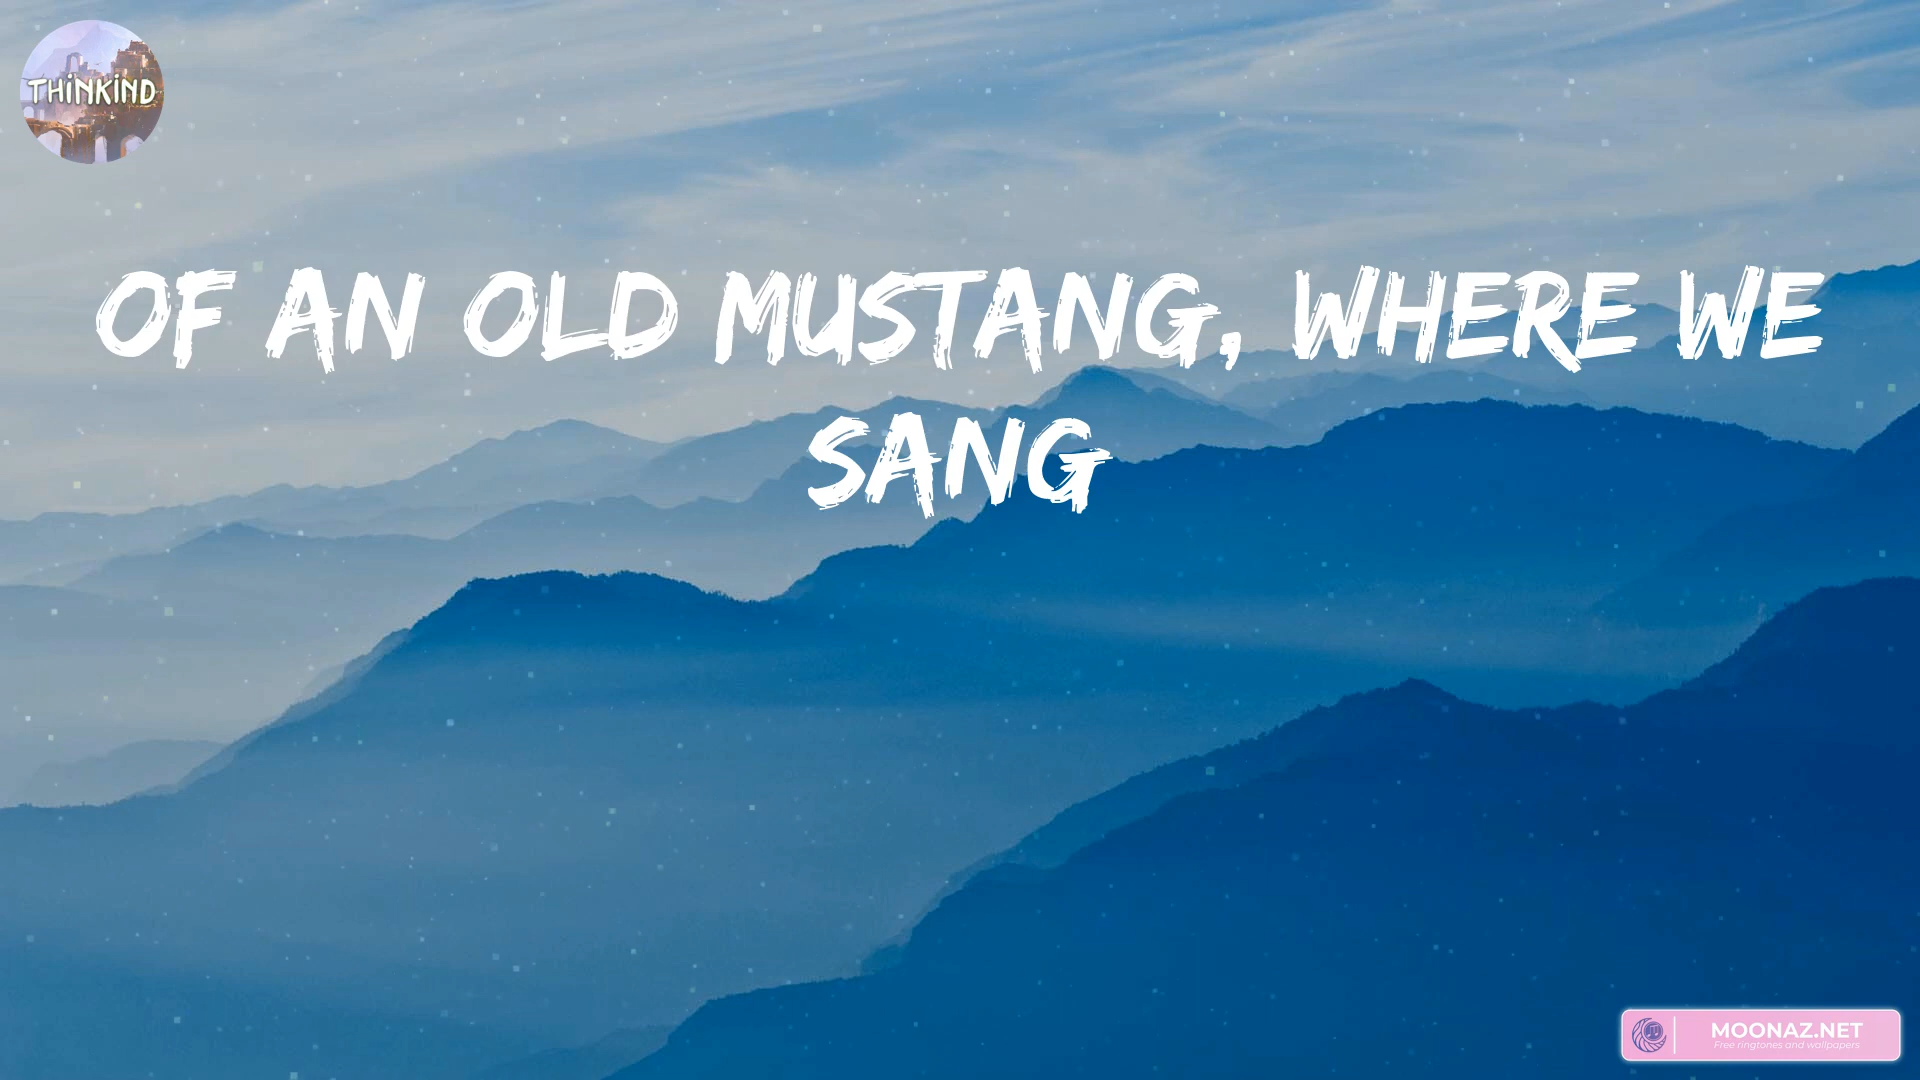 THINKIND
OF AN OLD MUSTANG, WHERE WE
SANG
MOONAZ.NET
Free ringtones and wallpapers